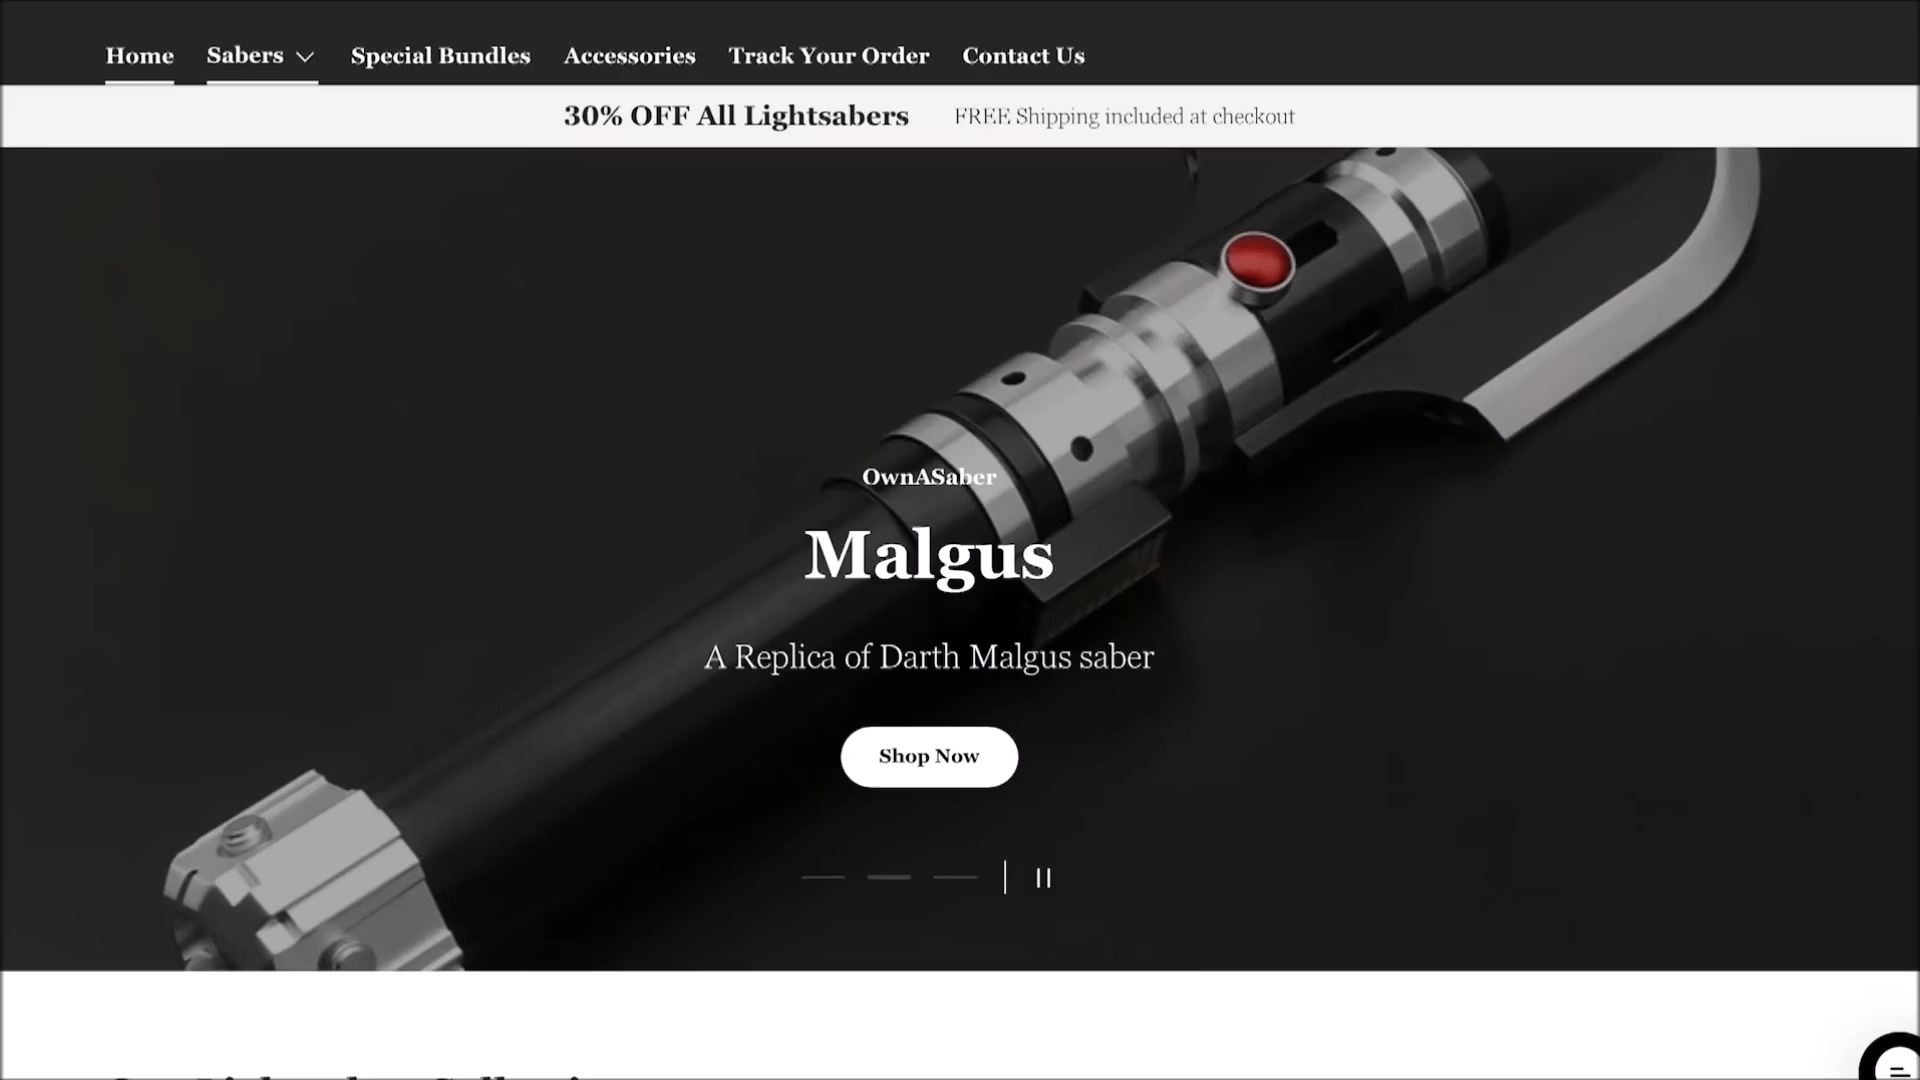 Home Sabers Special Bundles Accessories Track Your Order Contact Us
30% OFF All Lightsabers FREE Shipping included at checkout
OwnASaber
Malgus
A Replica of Darth Malgus saber
Shop Now